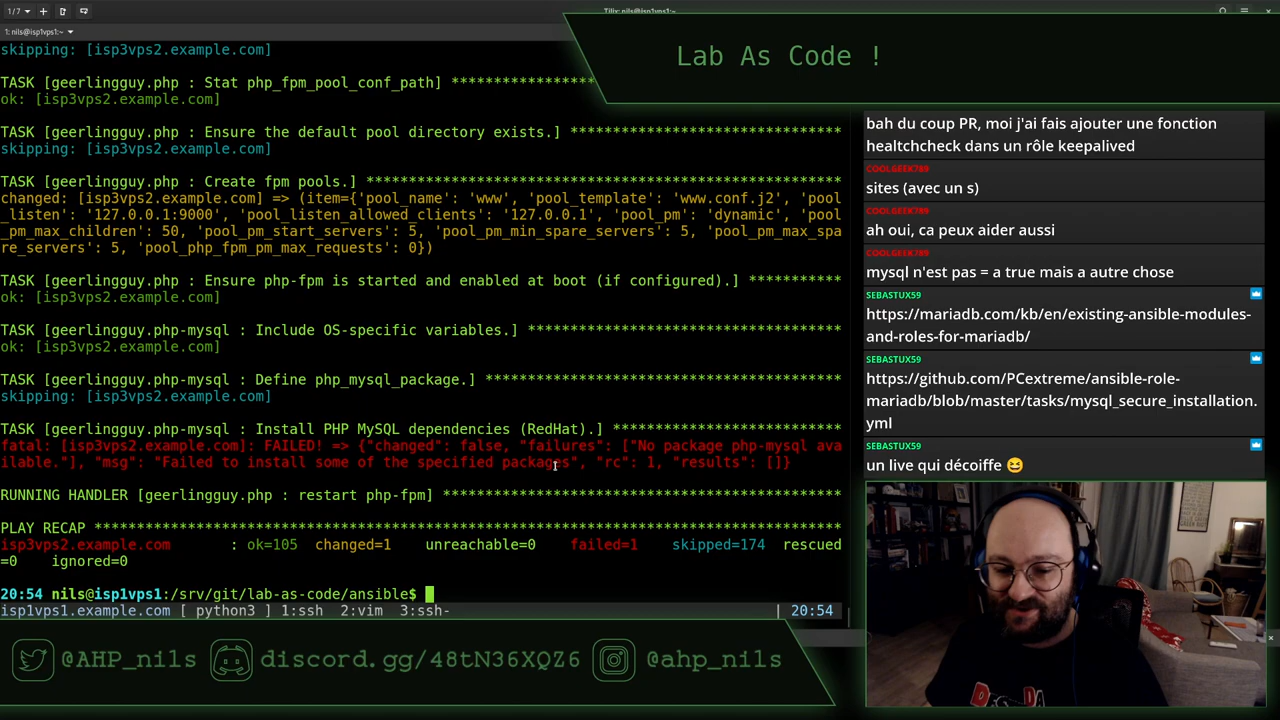 1/7
Tilix: nils@isp1vps1:~
1: nils@isp1vps1:~
skipping: [isp3vps2.example.com]
TASK [geerlingguy.php : Stat php_fpm_pool_conf_path] **************
ok: [isp3vps2.example.com]
TASK [geerlingguy.php : Ensure the default pool directory exists.] *******************************
skipping: [isp3vps2.example.com]
TASK [geerlingguy.php : Create fpm pools.] *********************************************************
changed: [isp3vps2.example.com] => (item={'pool_name': 'www', 'pool_template': 'www.conf.j2', 'pool
_listen': '127.0.0.1:9000', 'pool_listen_allowed_clients': '127.0.0.1', 'pool_pm': 'dynamic', 'pool
_pm_max_children': 50, 'pool_pm_start_servers': 5, 'pool_pm_min_spare_servers': 5, 'pool_pm_max_spa
re_servers': 5, 'pool_php_fpm_pm_max_requests': 0})
TASK [geerlingguy.php : Ensure php-fpm is started and enabled at boot (if configured).] ***********
ok: [isp3vps2.example.com]
TASK [geerlingguy.php-mysql : Include OS-specific variables.] *************************************
ok: [isp3vps2.example.com]
TASK [geerlingguy.php-mysql : Define php_mysql_package.] ******************************************
skipping: [isp3vps2.example.com]
TASK [geerlingguy.php-mysql : Install PHP MySQL dependencies (RedHat).] ***************************
fatal: [isp3vps2.example.com]: FAILED! => {"changed": false, "failures": ["No package php-mysql ava
ilable."], "msg": "Failed to install some of the specified packages", "rc": 1, "results": []}
RUNNING HANDLER [geerlingguy.php : restart php-fpm] ***********************************************
PLAY RECAP ****************************************************************************************
isp3vps2.example.com : ok=105 changed=1 unreachable=0 failed=1 skipped=174 rescued
=0 ignored=0
20:54 nils@isp1vps1:/srv/git/lab-as-code/ansible$
isp1vps1.example.com [ python3 ] 1:ssh 2:vim 3:ssh- | 20:54
Lab As Code !
bah du coup PR, moi j'ai fais ajouter une fonction
healtchcheck dans un rôle keepalived
COOLGEEK789
sites (avec un s)
COOLGEEK789
ah oui, ca peux aider aussi
COOLGEEK789
mysql n'est pas = a true mais a autre chose
SEBASTUX59
https://mariadb.com/kb/en/existing-ansible-modules-
and-roles-for-mariadb/
SEBASTUX59
https://github.com/PCextreme/ansible-role-
mariadb/blob/master/tasks/mysql_secure_installation.
yml
SEBASTUX59
un live qui décoiffe 😆
@AHP_nils discord.gg/48tN36XQZ6 @ahp_nils